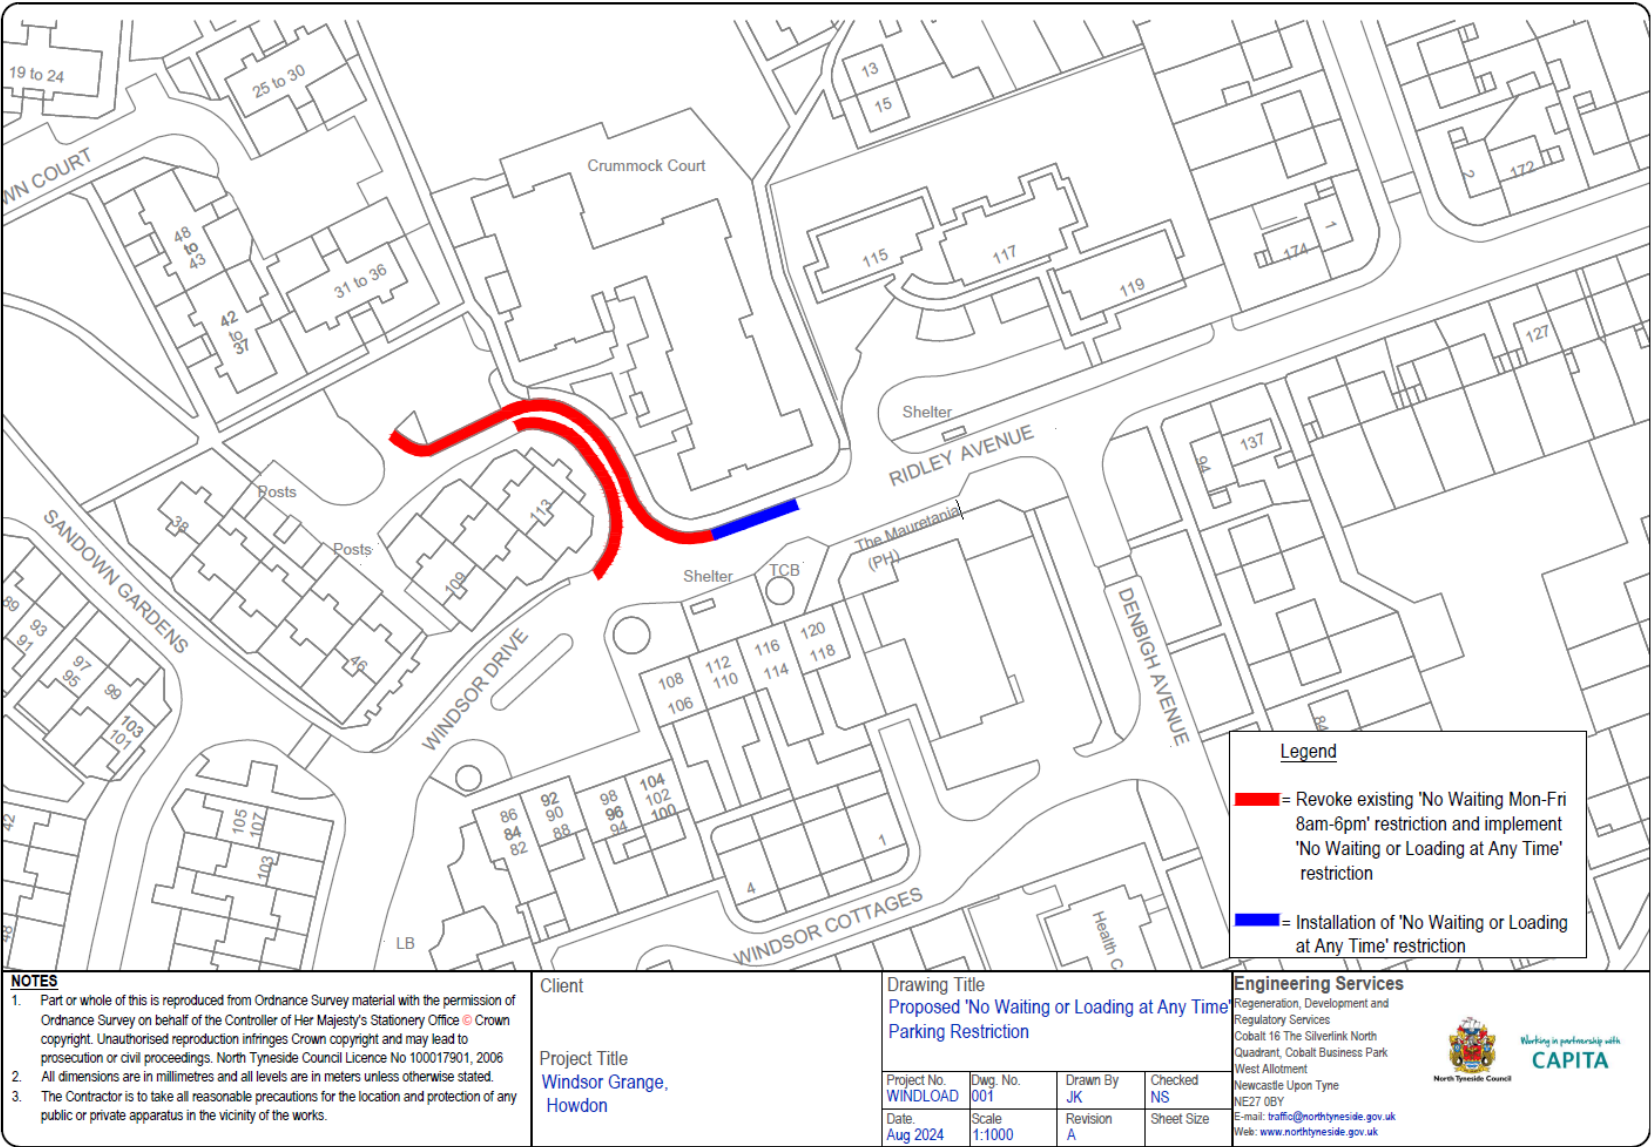 19 to 24
25 to 30
13
15
Crummock Court
WN COURT
48
to
43
31 to 36
42
to
37
115
117
119
2
172
174
1
127
Shelter
RIDLEY AVENUE
137
94
Posts
38
Posts
113
109
46
SANDOWN GARDENS
WINDSOR DRIVE
The Mauretania
(PH)
Shelter
TCB
DENBIGH AVENUE
89
93
91
97
95
99
103
101
108
106
112
110
116
114
120
118
84
42
105
107
103
48
86
84
82
92
90
88
98
96
94
104
102
100
1
4
WINDSOR COTTAGES
LB
Health C
Legend
= Revoke existing 'No Waiting Mon-Fri
8am-6pm' restriction and implement
'No Waiting or Loading at Any Time'
restriction
= Installation of 'No Waiting or Loading
at Any Time' restriction
NOTES
1. Part or whole of this is reproduced from Ordnance Survey material with the permission of
Ordnance Survey on behalf of the Controller of Her Majesty's Stationery Office © Crown
copyright. Unauthorised reproduction infringes Crown copyright and may lead to
prosecution or civil proceedings. North Tyneside Council Licence No 100017901, 2006
2. All dimensions are in millimetres and all levels are in meters unless otherwise stated.
3. The Contractor is to take all reasonable precautions for the location and protection of any
public or private apparatus in the vicinity of the works.
Client
Project Title
Windsor Grange,
Howdon
Drawing Title
Proposed 'No Waiting or Loading at Any Time'
Parking Restriction
Project No. Dwg. No. Drawn By Checked
WINDLOAD 001 JK NS
Date. Scale Revision Sheet Size
Aug 2024 1:1000 A
Engineering Services
Regeneration, Development and
Regulatory Services
Cobalt 16 The Silverlink North
Quadrant, Cobalt Business Park
West Allotment
Newcastle Upon Tyne
NE27 0BY
E-mail: traffic@northtyneside.gov.uk
Web: www.northtyneside.gov.uk
North Tyneside Council
Working in partnership with
CAPITA